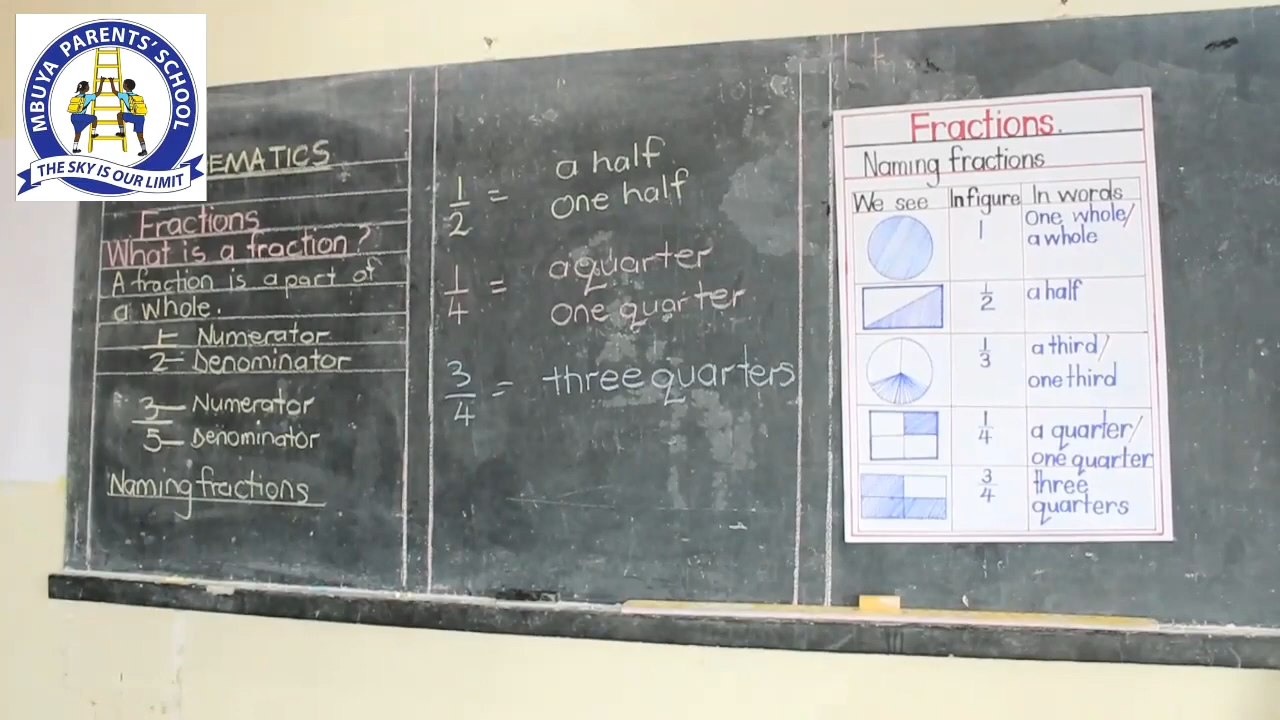 MBUYA PARENTS' SCHOOL
THE SKY IS OUR LIMIT
EMATICS
Fractions
What is a fraction?
A fraction is a part of
a whole.
1 Numerator
2 Denominator
3 Numerator
5 Denominator
Naming fractions
1/2 = a half
one half
1/4 = a quarter
one quarter
3/4 = three quarters
Fractions.
Naming fractions
We see In figure In words
1 One whole/
a whole
1/2 a half
1/3 a third/
one third
1/4 a quarter/
one quarter
3/4 three
quarters